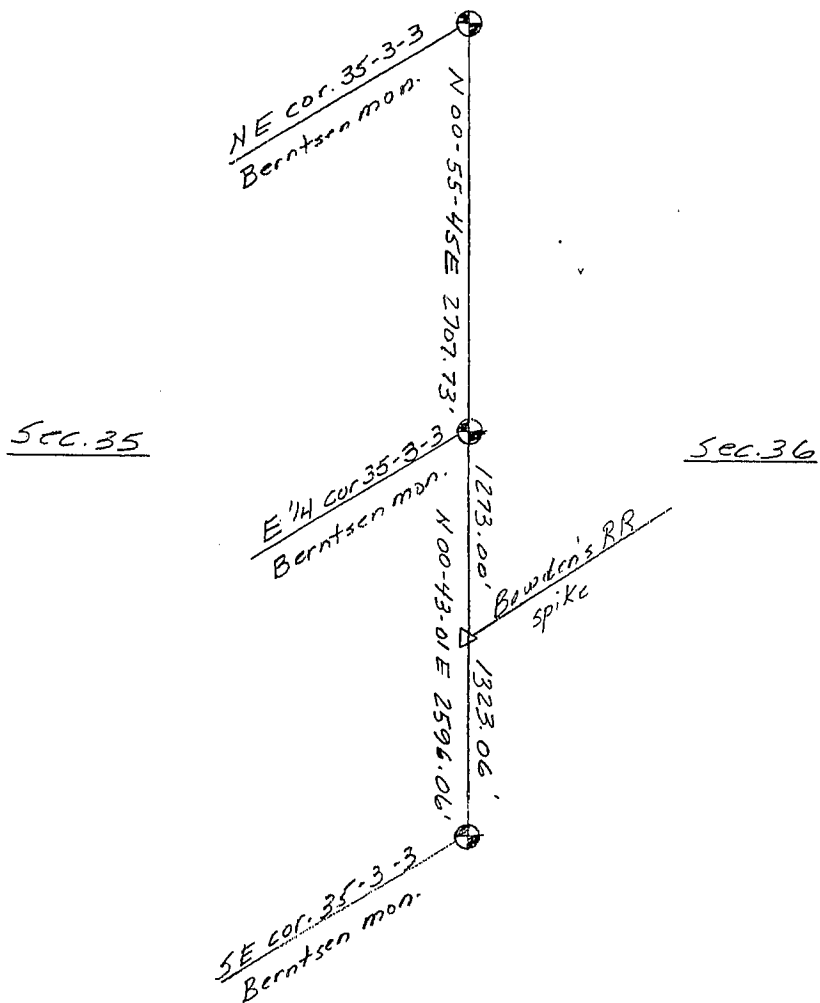 NE cor. 35-3-3
Berntsen mon.
N 00-55-45E 2707.73'
Sec.35
Sec.36
E 1/4 cor 35-3-3
Berntsen mon.
1273.00'
N 00-43-01 E 2596.06'
Bowden's RR
spike
1323.06'
SE cor. 35-3-3
Berntsen mon.